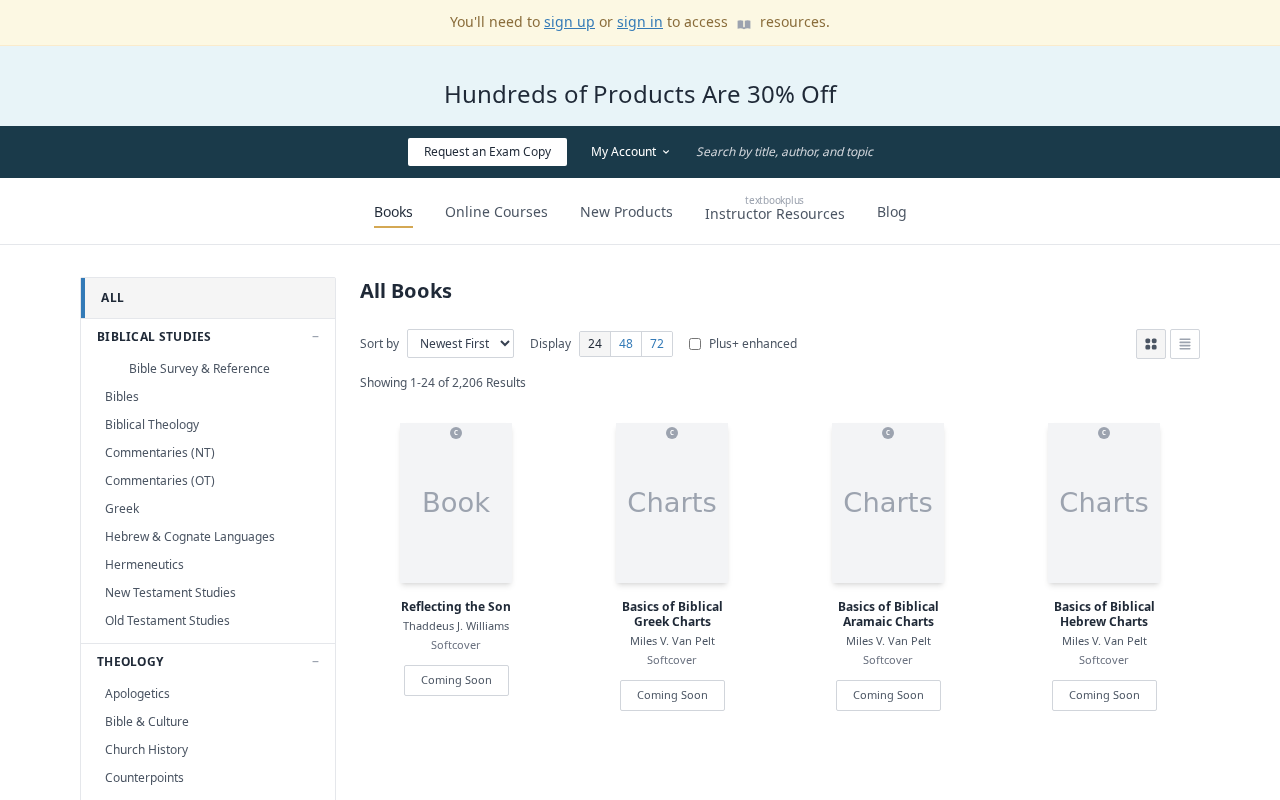 You'll need to sign up or sign in to access resources.
Hundreds of Products Are 30% Off
Request an Exam Copy
My Account
Search by title, author, and topic
Books
Online Courses
New Products
textbookplus
Instructor Resources
Blog
ALL
BIBLICAL STUDIES −
Bible Survey & Reference
Bibles
Biblical Theology
Commentaries (NT)
Commentaries (OT)
Greek
Hebrew & Cognate Languages
Hermeneutics
New Testament Studies
Old Testament Studies
THEOLOGY −
Apologetics
Bible & Culture
Church History
Counterpoints
All Books
Sort by Newest First Display 24 48 72 Plus+ enhanced
Showing 1-24 of 2,206 Results
C
Book
Reflecting the Son
Thaddeus J. Williams
Softcover
Coming Soon
C
Charts
Basics of Biblical
Greek Charts
Miles V. Van Pelt
Softcover
Coming Soon
C
Charts
Basics of Biblical
Aramaic Charts
Miles V. Van Pelt
Softcover
Coming Soon
C
Charts
Basics of Biblical
Hebrew Charts
Miles V. Van Pelt
Softcover
Coming Soon